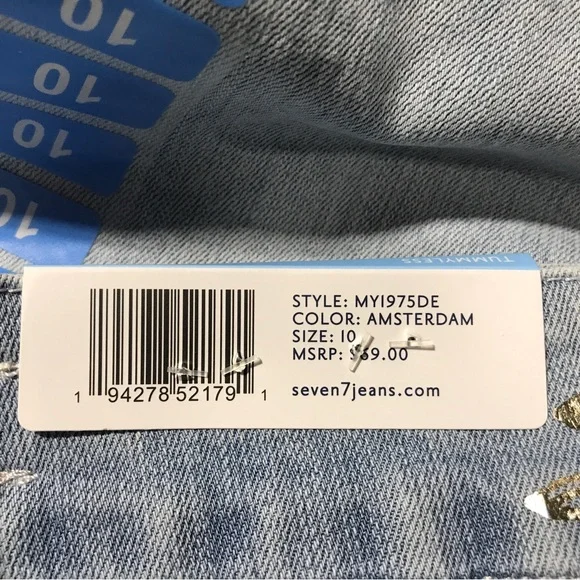 10
10
10
10
TUMMYLESS
STYLE: MY1975DE
COLOR: AMSTERDAM
SIZE: 10
MSRP: $69.00
seven7jeans.com
1 94278 52179 1